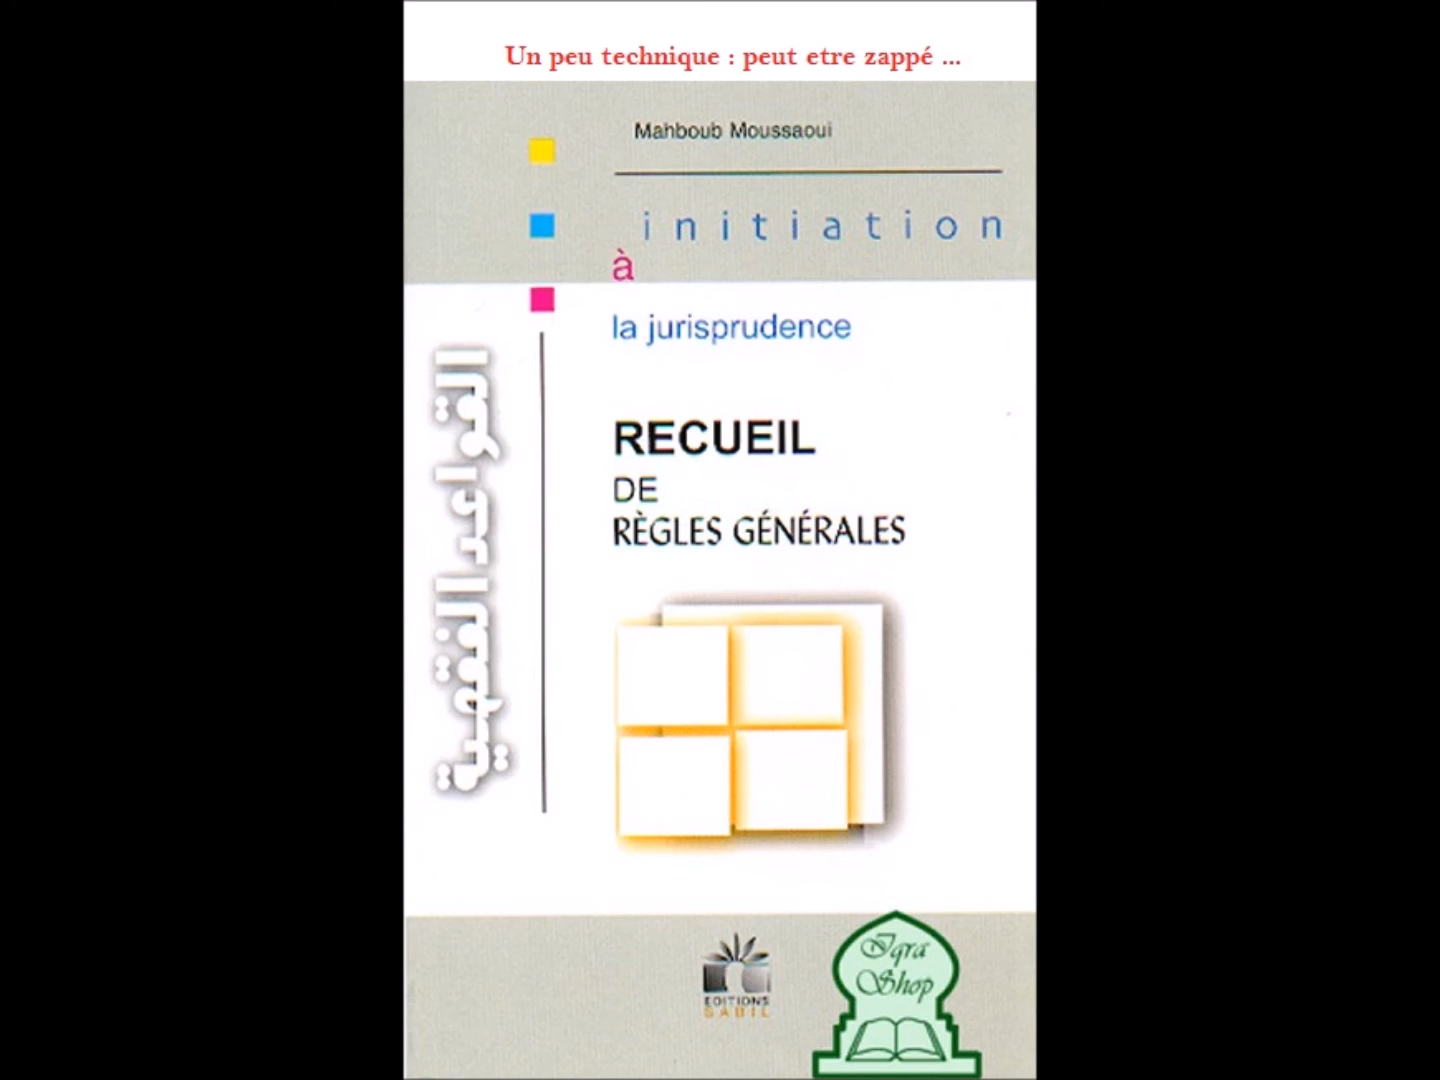 Un peu technique : peut etre zappé ...
Mahboub Moussaoui
initiation
à
la jurisprudence
القواعد الفقهية
RECUEIL
DE
RÈGLES GÉNÉRALES
EDITIONS
SABIL
Iqra
Shop